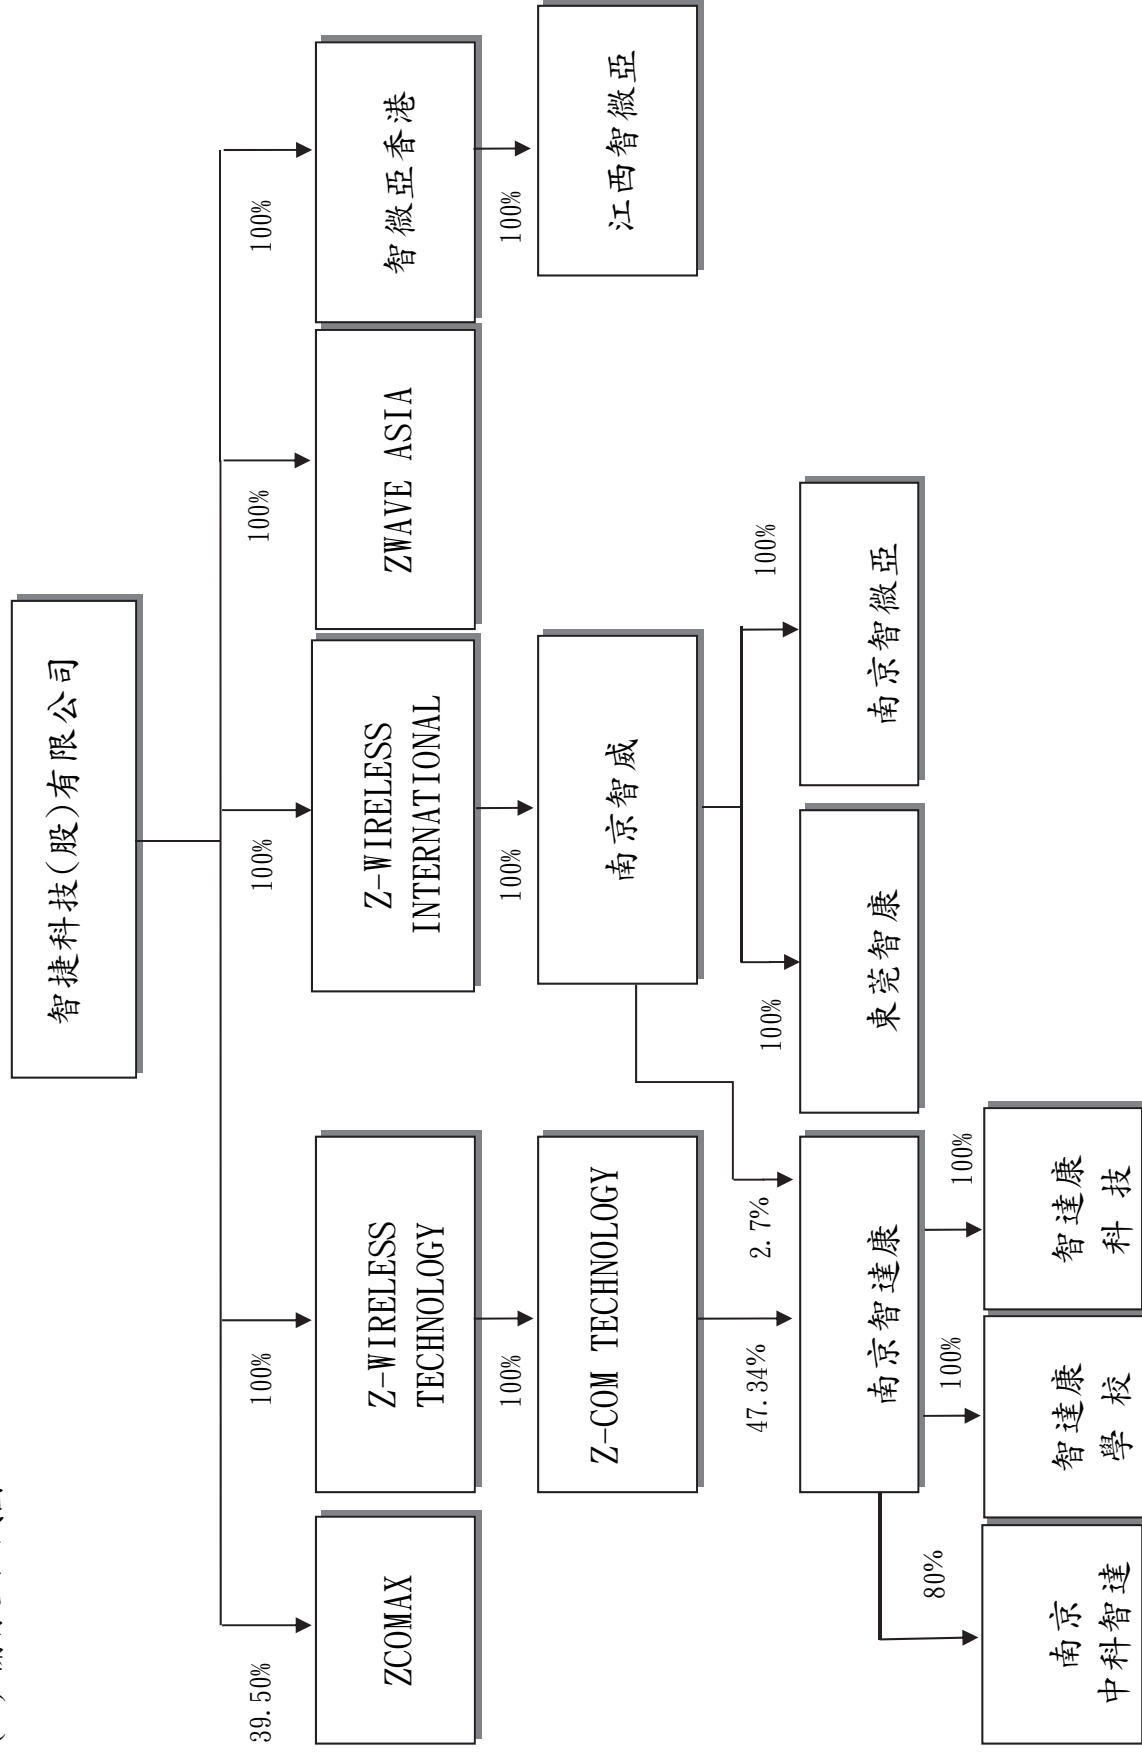 智捷科技(股)有限公司
39.50%
100%
100%
100%
100%
ZCOMAX
Z-WIRELESS
TECHNOLOGY
Z-WIRELESS
INTERNATIONAL
ZWAVE ASIA
智微亞香港
100%
100%
100%
Z-COM TECHNOLOGY
南京智威
江西智微亞
47.34%
2.7%
100%
100%
南京智達康
東莞智康
南京智微亞
80%
100%
100%
南京
中科智達
智達康
學校
智達康
科技